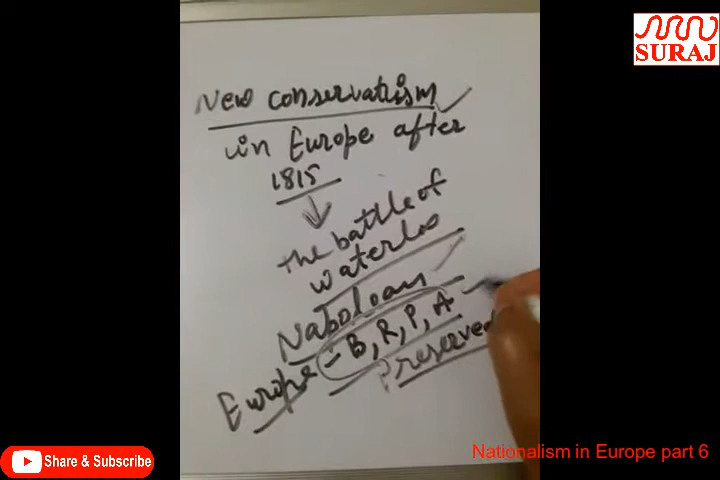 SURAJ
New conservatism
in Europe after
1815
the battle of
waterloo
Naboloan
Europe - B, R, P, A
Preserved
Nationalism in Europe part 6
Share & Subscribe